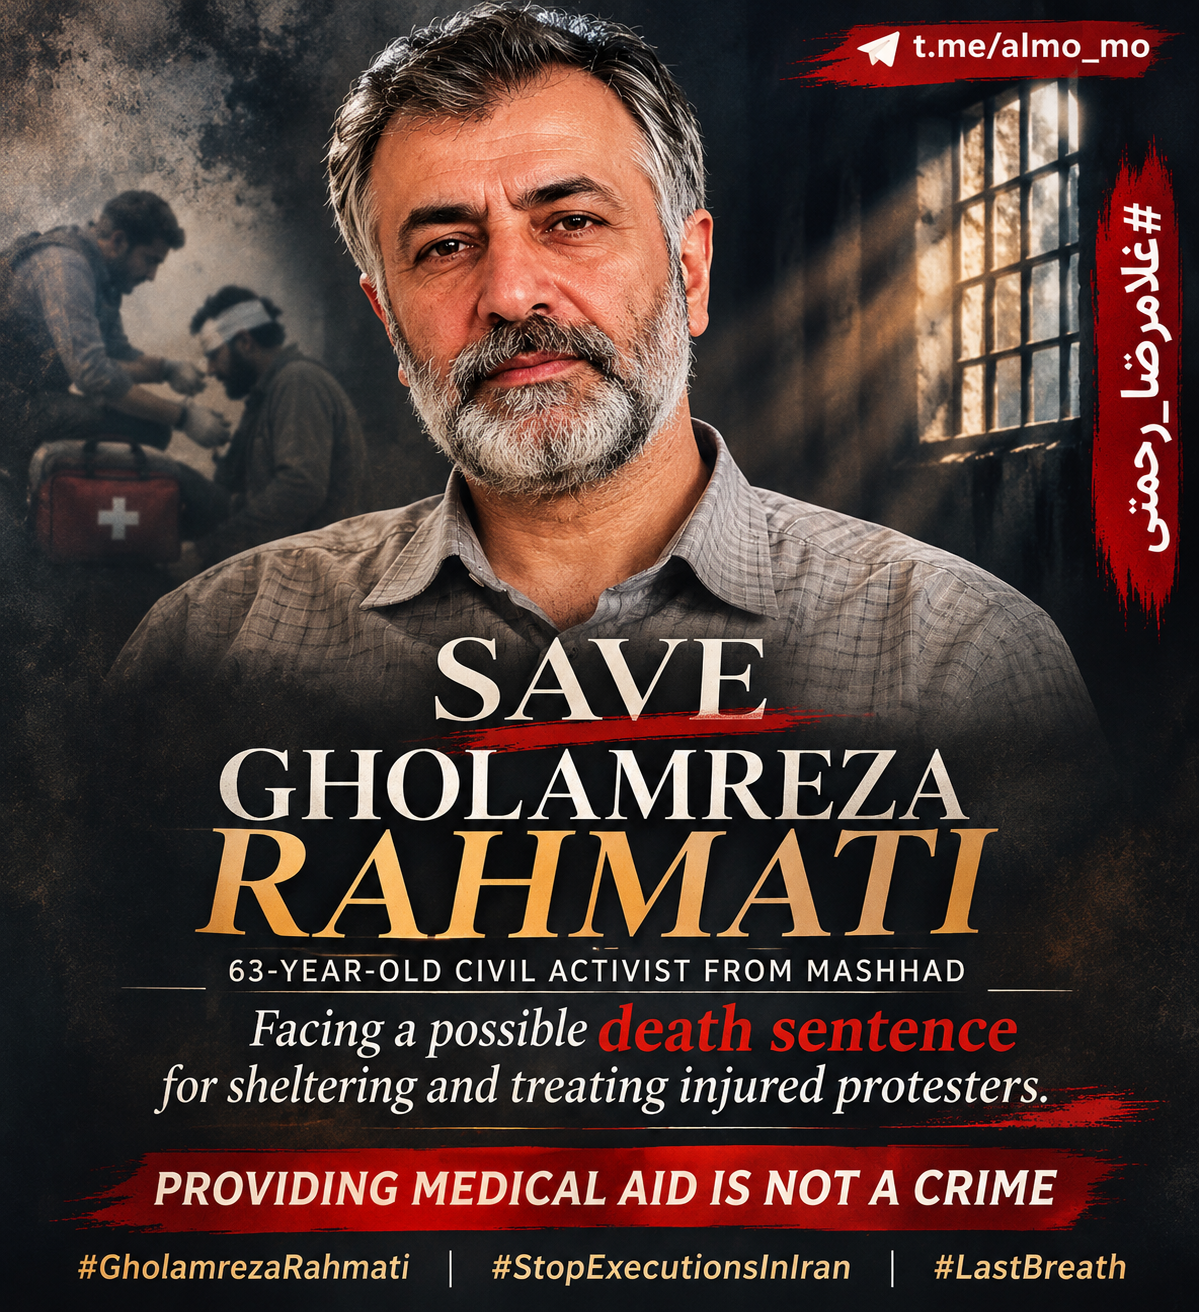 t.me/almo_mo
#غلامرضا_رحمتی
SAVE
GHOLAMREZA
RAHMATI
63-YEAR-OLD CIVIL ACTIVIST FROM MASHHAD
Facing a possible death sentence
for sheltering and treating injured protesters.
PROVIDING MEDICAL AID IS NOT A CRIME
#GholamrezaRahmati | #StopExecutionsInIran | #LastBreath